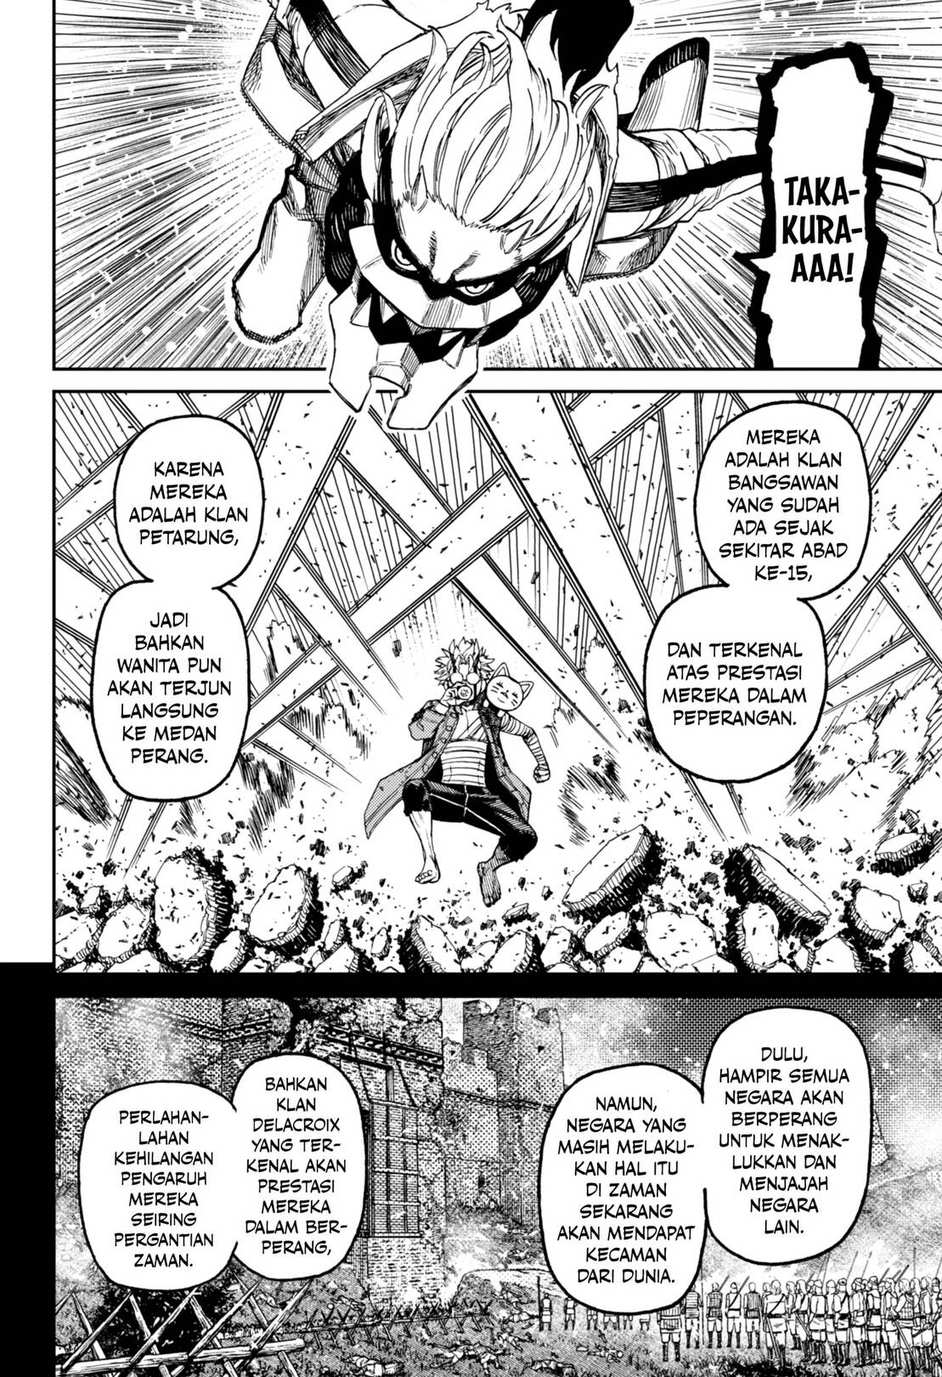 TAKA-
KURA-
AAA!
MEREKA
ADALAH KLAN
BANGSAWAN
YANG SUDAH
ADA SEJAK
SEKITAR ABAD
KE-15,
DAN TERKENAL
ATAS PRESTASI
MEREKA DALAM
PEPERANGAN.
KARENA
MEREKA
ADALAH KLAN
PETARUNG,
JADI
BAHKAN
WANITA PUN
AKAN TERJUN
LANGSUNG
KE MEDAN
PERANG.
DULU,
HAMPIR SEMUA
NEGARA AKAN
BERPERANG
UNTUK MENAK-
LUKKAN DAN
MENJAJAH
NEGARA
LAIN.
NAMUN,
NEGARA YANG
MASIH MELAKU-
KAN HAL ITU
DI ZAMAN
SEKARANG
AKAN MENDAPAT
KECAMAN
DARI DUNIA.
BAHKAN
KLAN
DELACROIX
YANG TER-
KENAL AKAN
PRESTASI
MEREKA
DALAM BER-
PERANG,
PERLAHAN-
LAHAN
KEHILANGAN
PENGARUH
MEREKA
SEIRING
PERGANTIAN
ZAMAN.